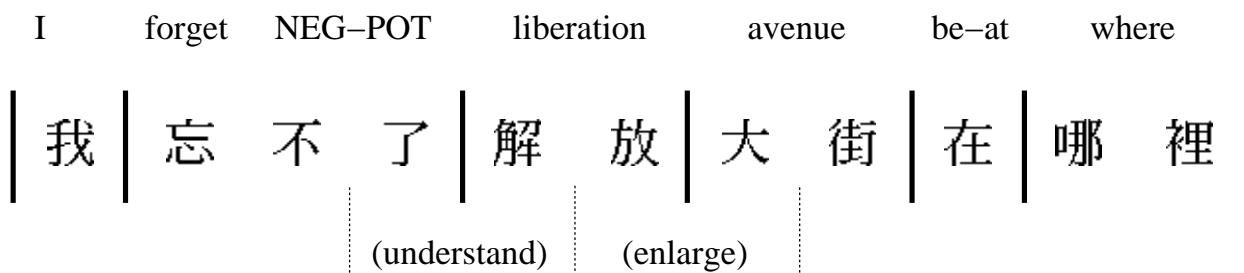 I forget NEG−POT liberation avenue be−at where
我 忘 不 了 解 放 大 街 在 哪 裡
(understand) (enlarge)